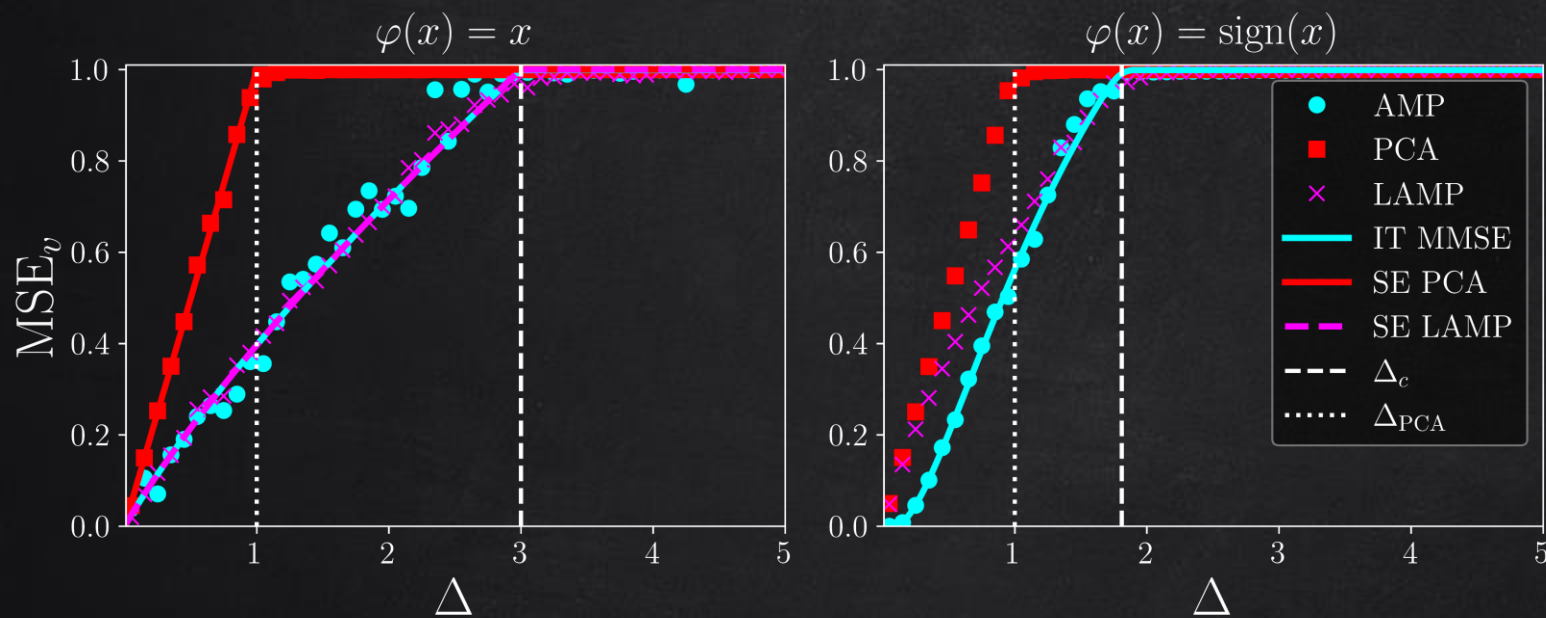 φ(x) = x
φ(x) = sign(x)
MSE_v
1.0
0.8
0.6
0.4
0.2
0.0
1 2 3 4 5
Δ
1.0
0.8
0.6
0.4
0.2
0.0
1 2 3 4 5
Δ
AMP
PCA
LAMP
IT MMSE
SE PCA
SE LAMP
Δ_c
Δ_PCA